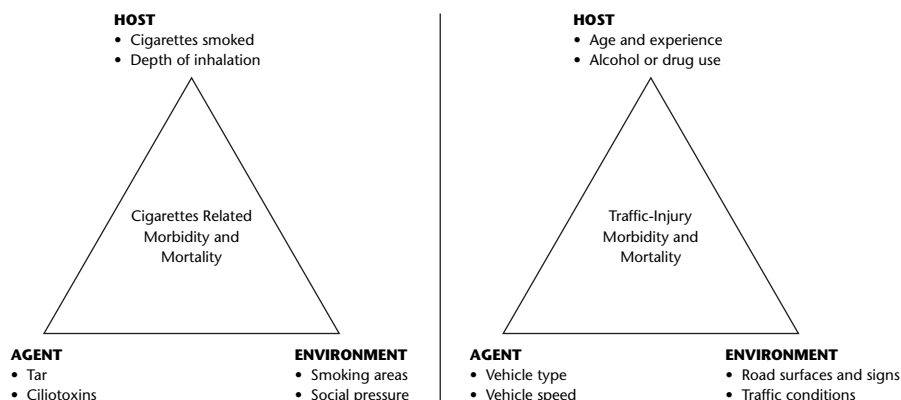 HOST
• Cigarettes smoked
• Depth of inhalation
Cigarettes Related
Morbidity and
Mortality
AGENT
• Tar
• Ciliotoxins
ENVIRONMENT
• Smoking areas
• Social pressure
HOST
• Age and experience
• Alcohol or drug use
Traffic-Injury
Morbidity and
Mortality
AGENT
• Vehicle type
• Vehicle speed
ENVIRONMENT
• Road surfaces and signs
• Traffic conditions